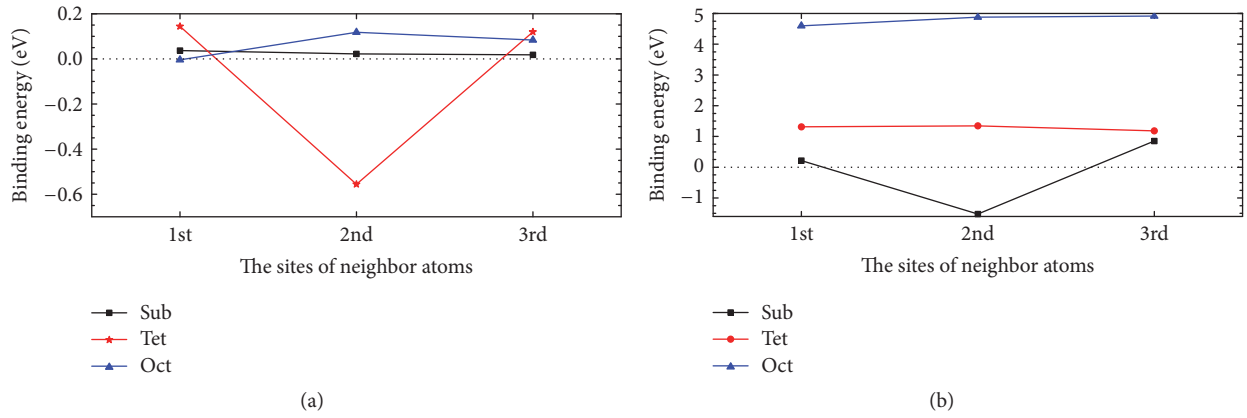 0.2
0.0
−0.2
−0.4
−0.6
Binding energy (eV)
1st
2nd
3rd
The sites of neighbor atoms
Sub
Tet
Oct
(a)
5
4
3
2
1
0
−1
Binding energy (eV)
1st
2nd
3rd
The sites of neighbor atoms
Sub
Tet
Oct
(b)